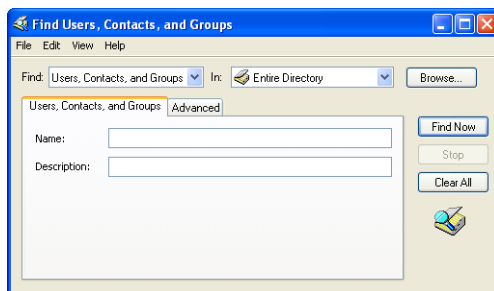 Find Users, Contacts, and Groups
File Edit View Help
Find: Users, Contacts, and Groups In: Entire Directory Browse...
Users, Contacts, and Groups Advanced
Name:
Description:
Find Now
Stop
Clear All